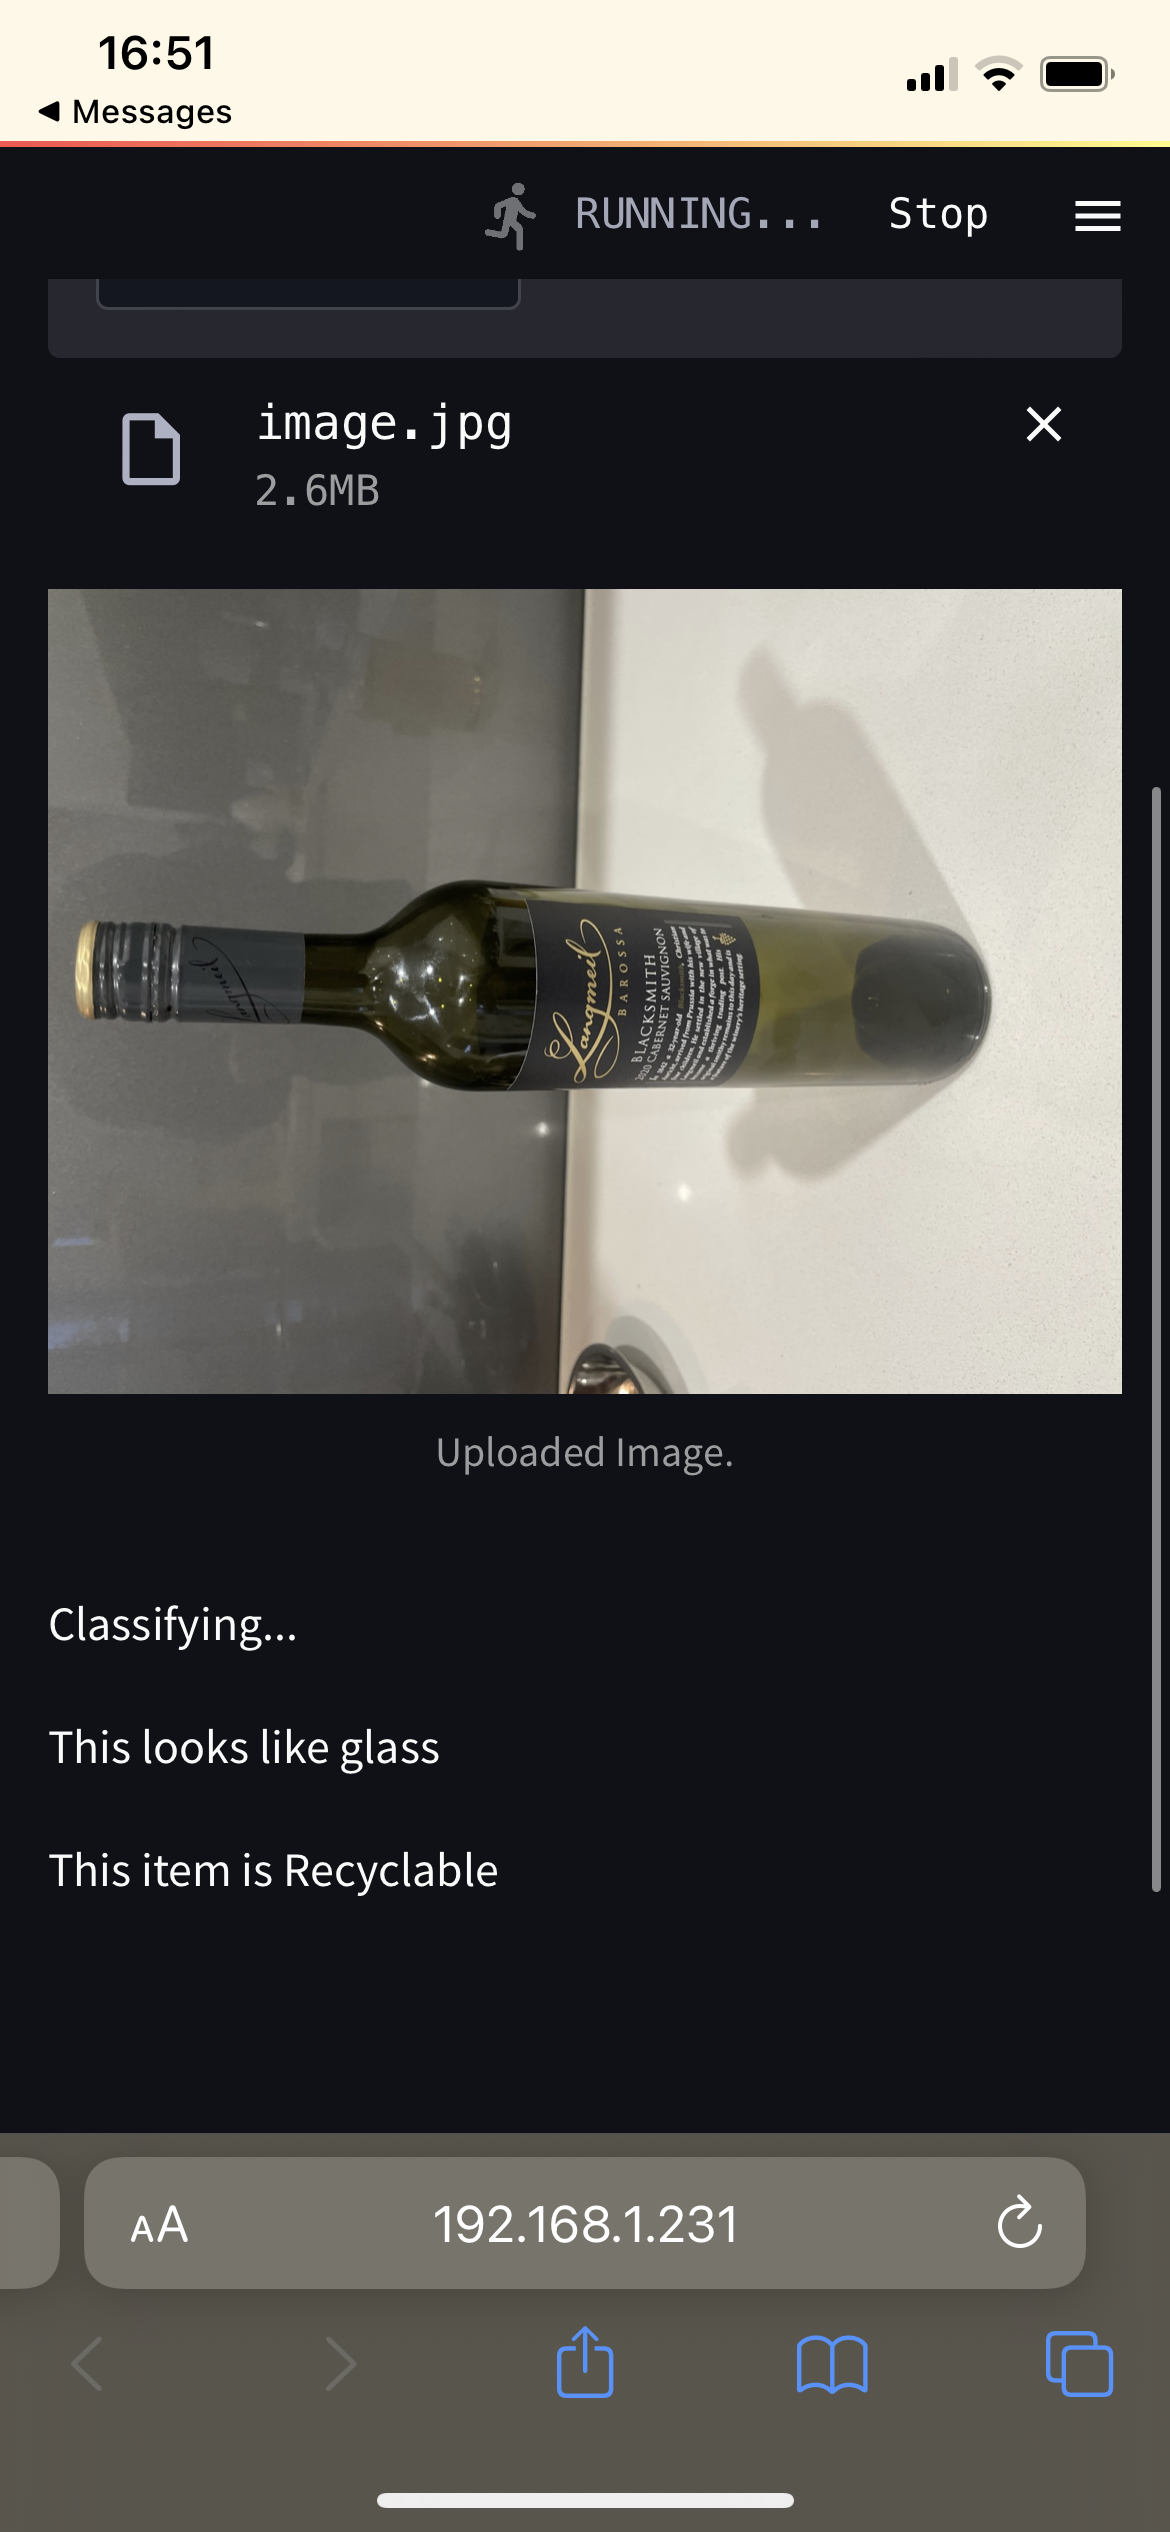 16:51
Messages
RUNNING...
Stop
image.jpg
2.6MB
Langmeil
Langmeil
BAROSSA
BLACKSMITH
2020 CABERNET SAUVIGNON
Uploaded Image.
Classifying...
This looks like glass
This item is Recyclable
AA
192.168.1.231